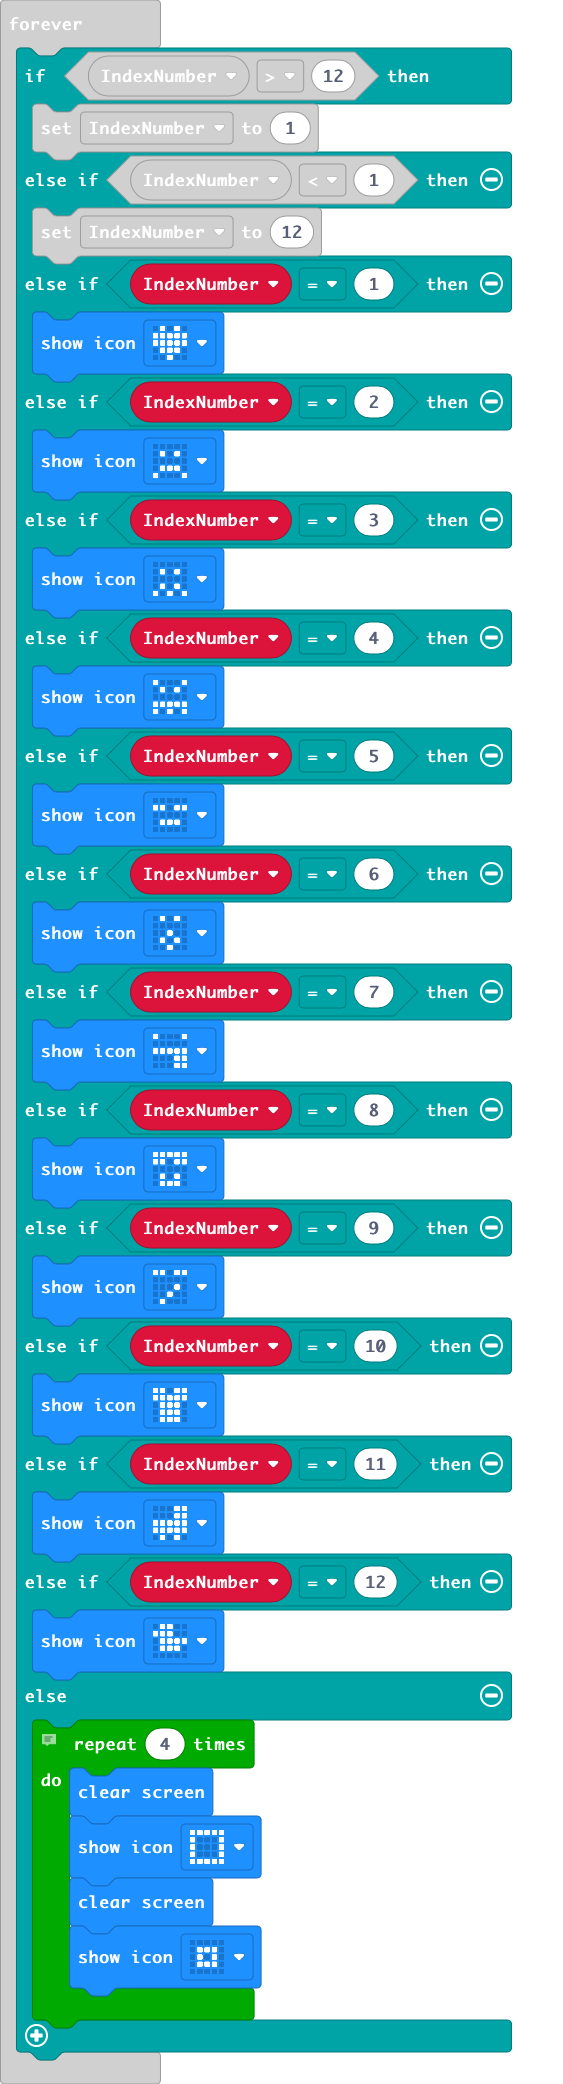 forever
if IndexNumber > 12 then
set IndexNumber to 1
else if IndexNumber < 1 then
set IndexNumber to 12
else if IndexNumber = 1 then
show icon
else if IndexNumber = 2 then
show icon
else if IndexNumber = 3 then
show icon
else if IndexNumber = 4 then
show icon
else if IndexNumber = 5 then
show icon
else if IndexNumber = 6 then
show icon
else if IndexNumber = 7 then
show icon
else if IndexNumber = 8 then
show icon
else if IndexNumber = 9 then
show icon
else if IndexNumber = 10 then
show icon
else if IndexNumber = 11 then
show icon
else if IndexNumber = 12 then
show icon
else
repeat 4 times
do
clear screen
show icon
clear screen
show icon